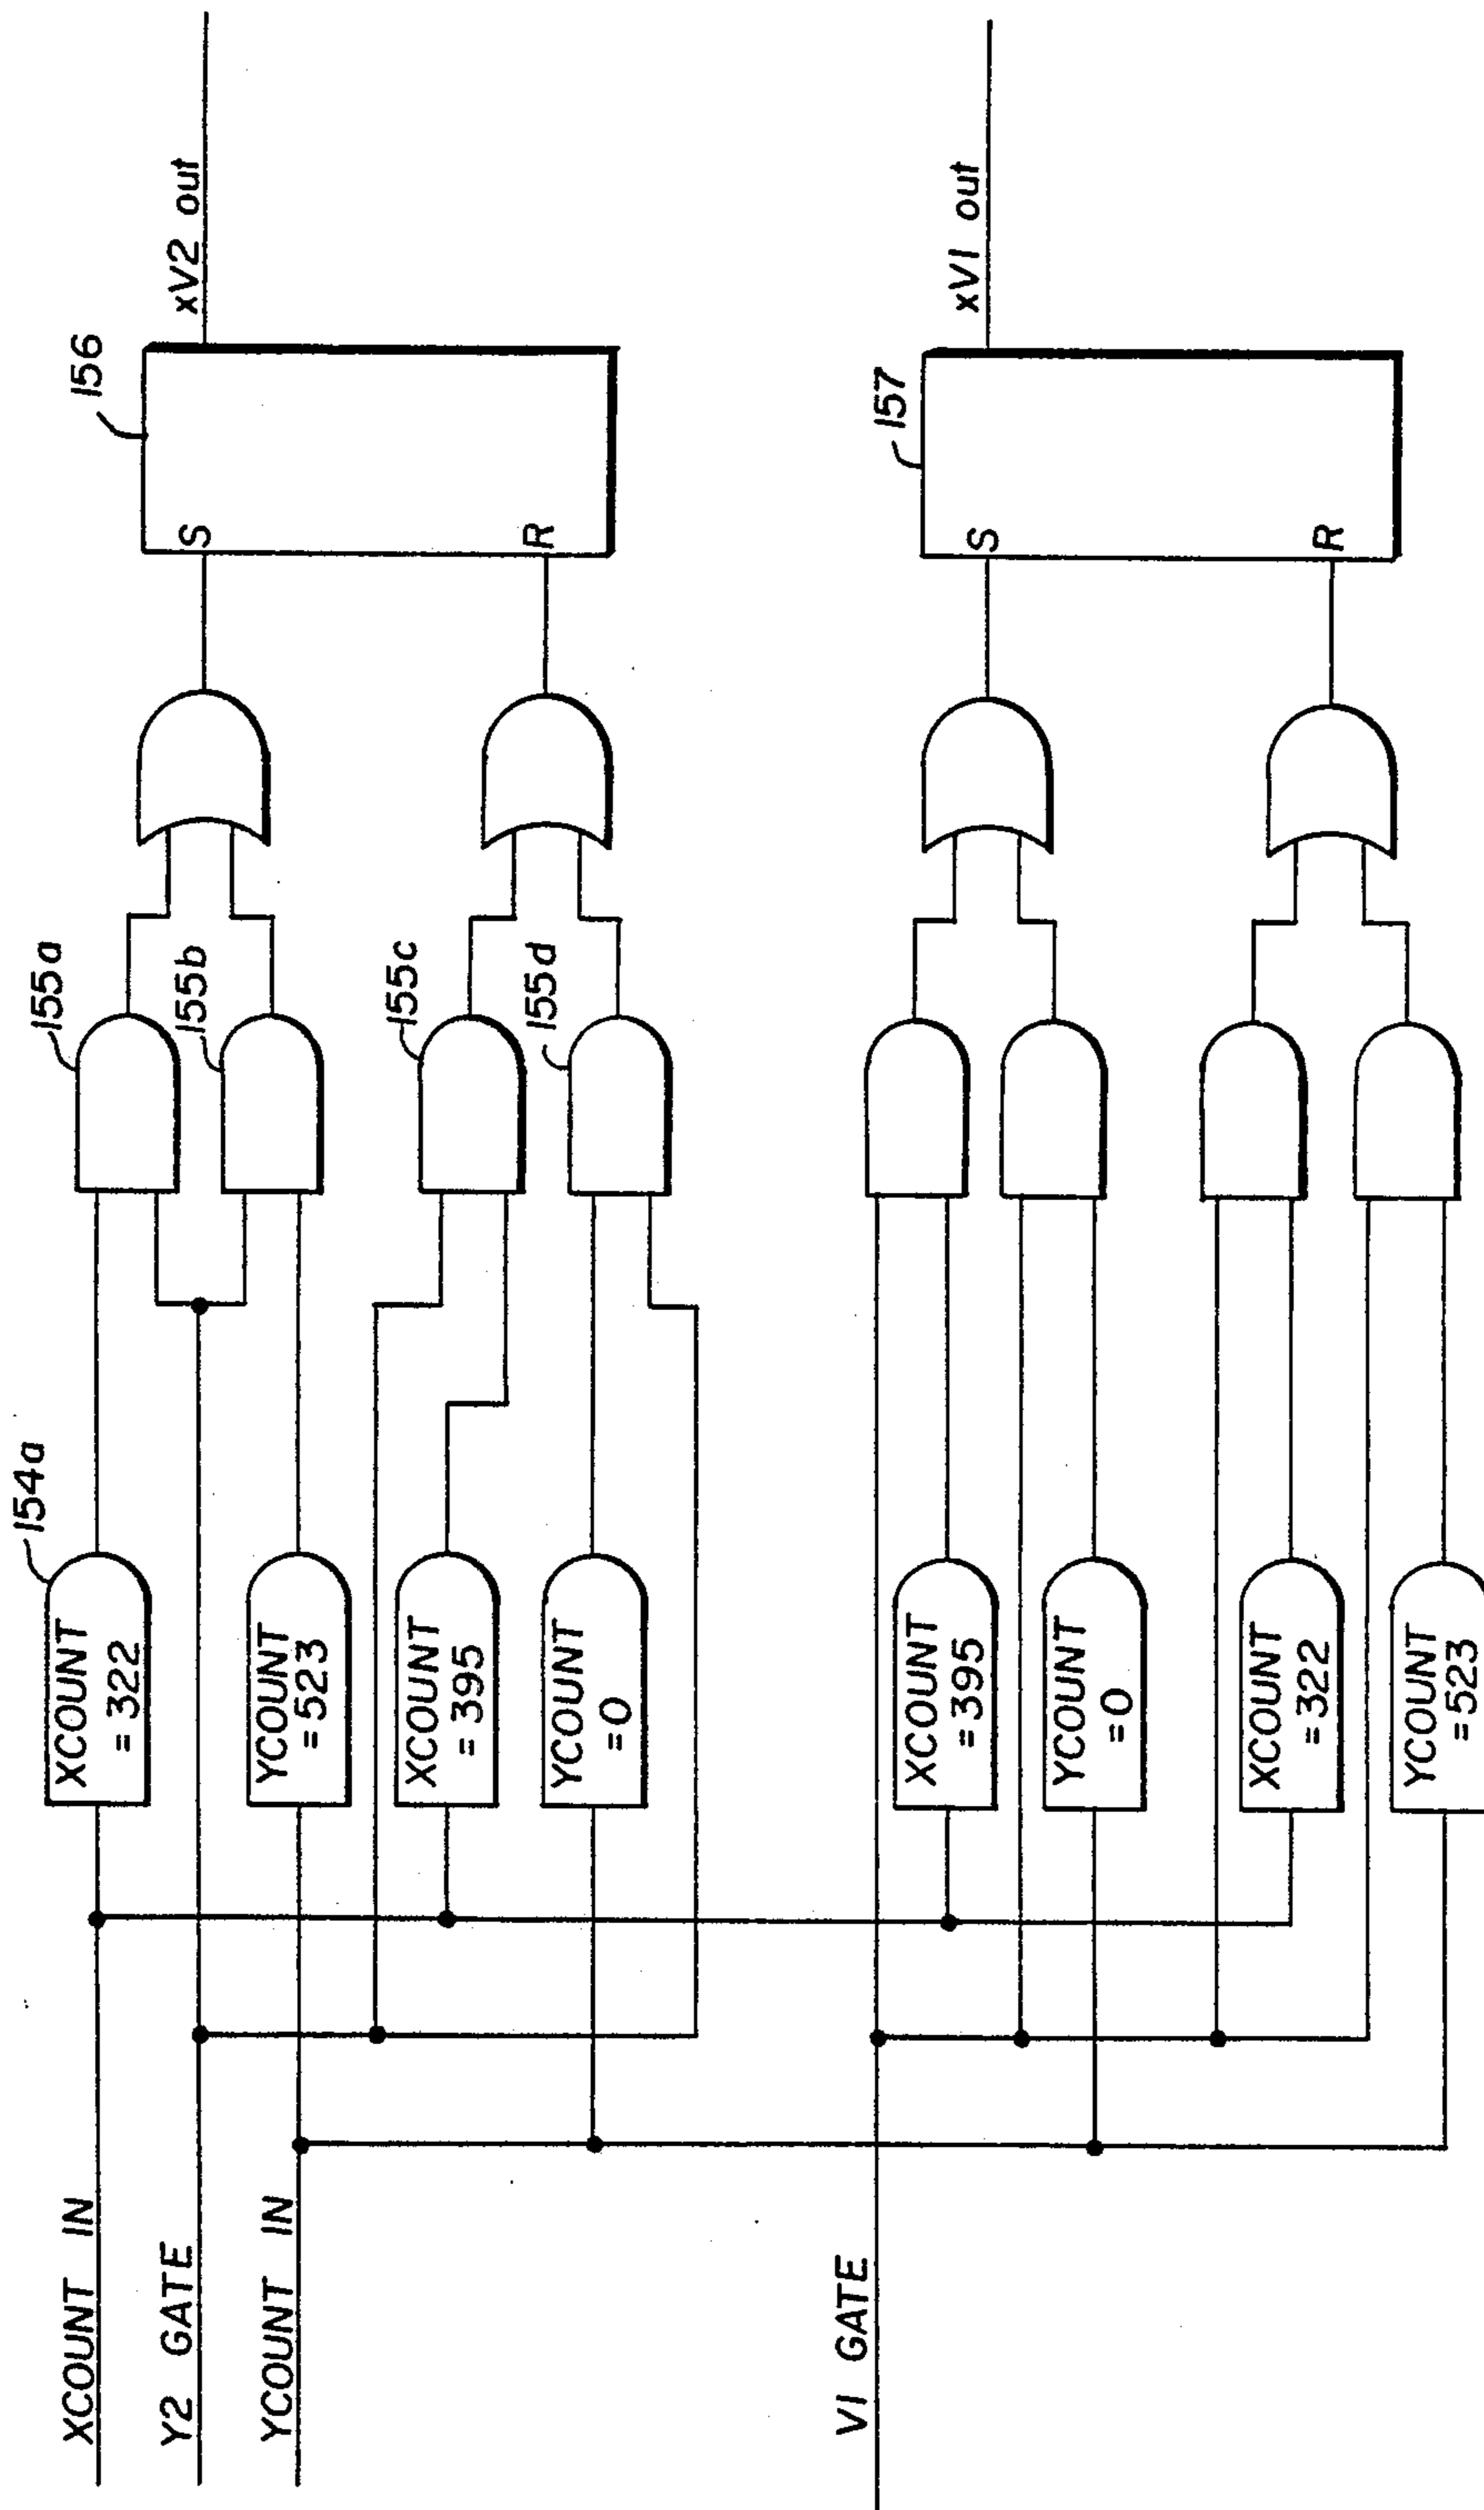 XCOUNT IN
Y2 GATE
YCOUNT IN
V1 GATE
154a
XCOUNT
=322
YCOUNT
=523
XCOUNT
=395
YCOUNT
=0
XCOUNT
=395
YCOUNT
=0
XCOUNT
=322
YCOUNT
=523
155a
155b
155c
155d
156
S
R
xV2 out
157
S
R
xV1 out